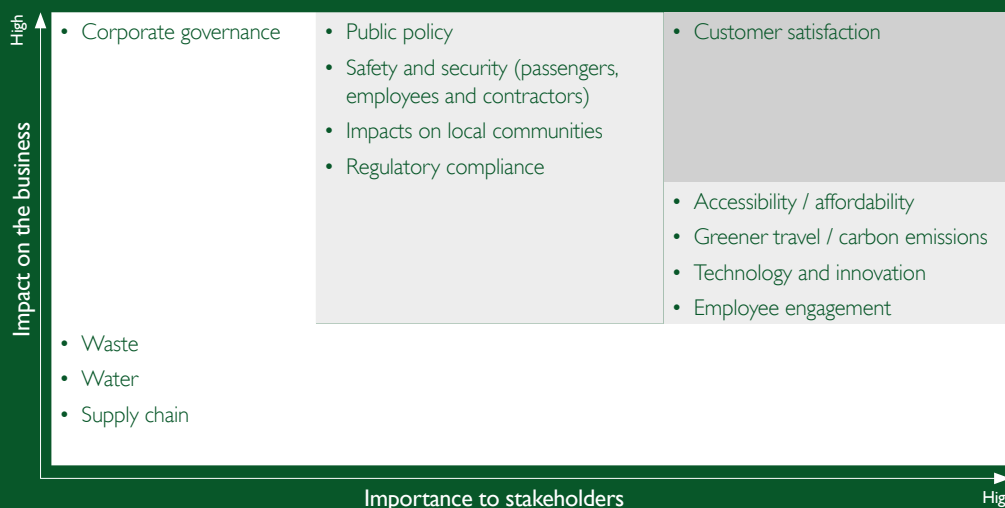 High
Impact on the business
• Corporate governance
• Public policy
• Safety and security (passengers,
employees and contractors)
• Impacts on local communities
• Regulatory compliance
• Customer satisfaction
• Accessibility / affordability
• Greener travel / carbon emissions
• Technology and innovation
• Employee engagement
• Waste
• Water
• Supply chain
Importance to stakeholders
Hig